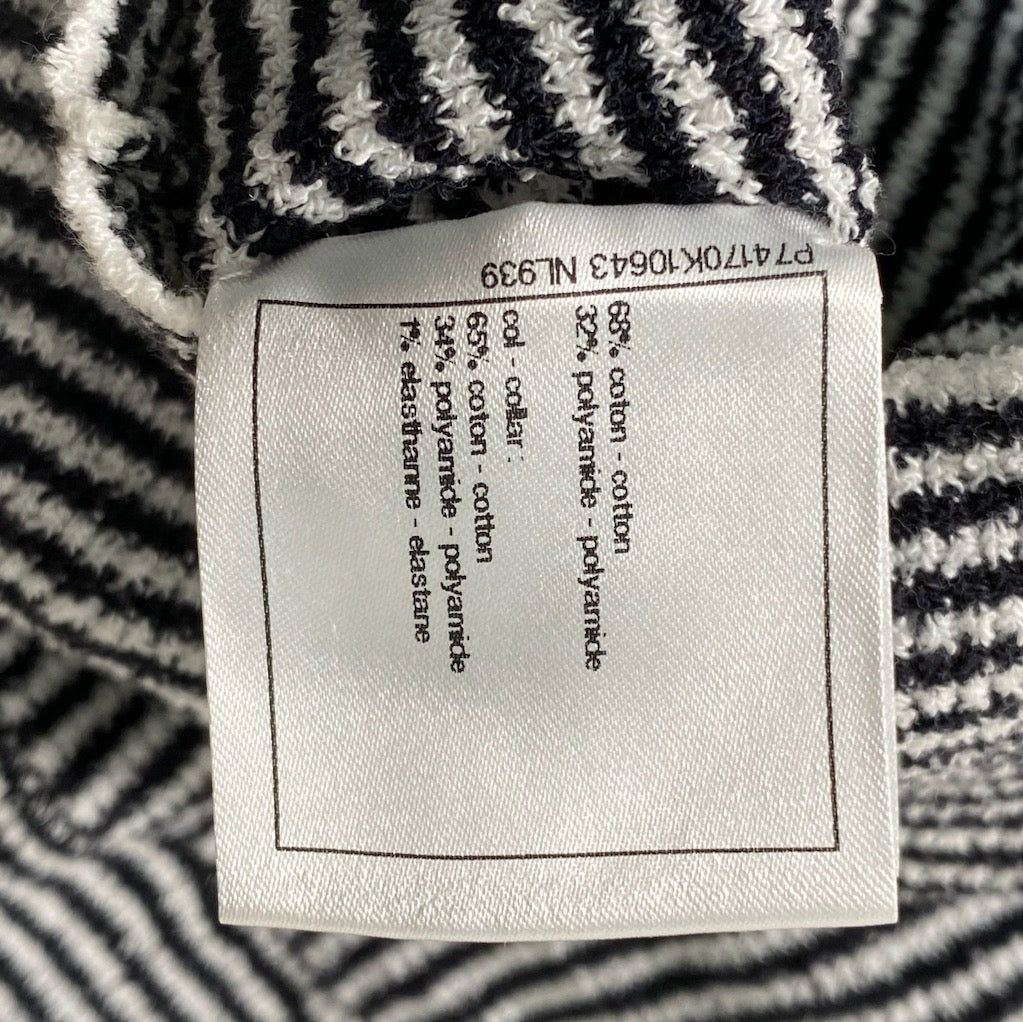 P74170K10643 NL939
68% coton - cotton
32% polyamide - polyamide
col - collar :
65% coton - cotton
34% polyamide - polyamide
1% elasthanne - elastane